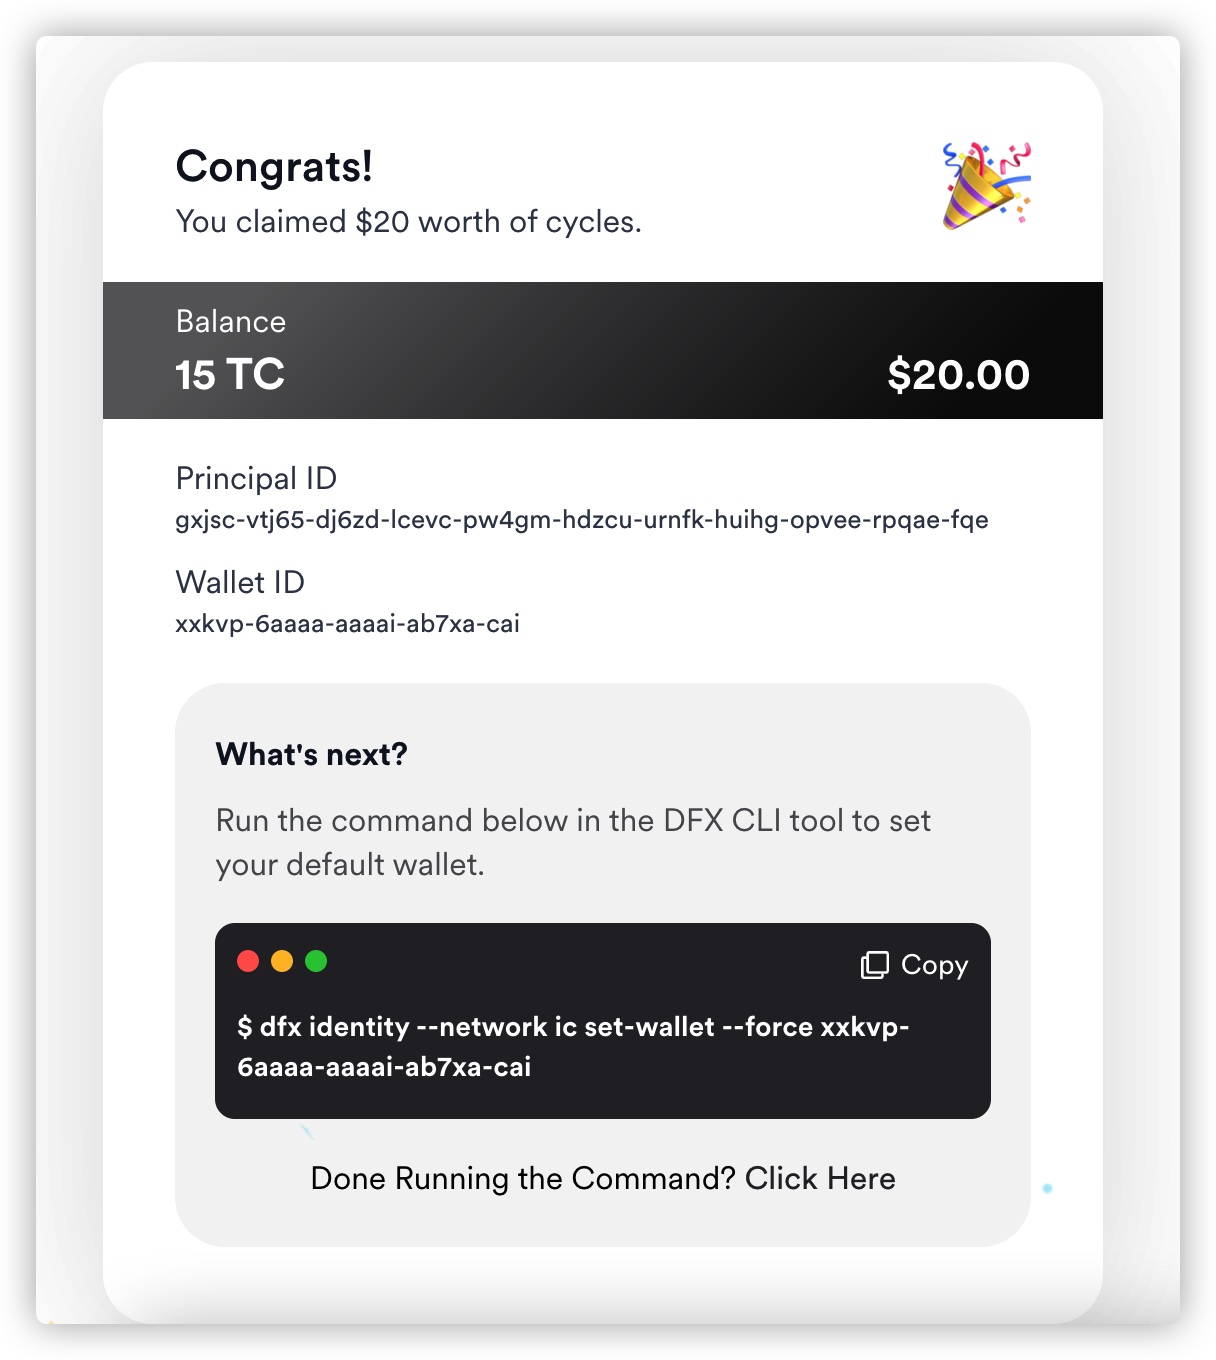 Congrats!
You claimed $20 worth of cycles.
Balance
15 TC
$20.00
Principal ID
gxjsc-vtj65-dj6zd-lcevc-pw4gm-hdzcu-urnfk-huihg-opvee-rpqae-fqe
Wallet ID
xxkvp-6aaaa-aaaai-ab7xa-cai
What's next?
Run the command below in the DFX CLI tool to set
your default wallet.
Copy
$ dfx identity --network ic set-wallet --force xxkvp-
6aaaa-aaaai-ab7xa-cai
Done Running the Command? Click Here